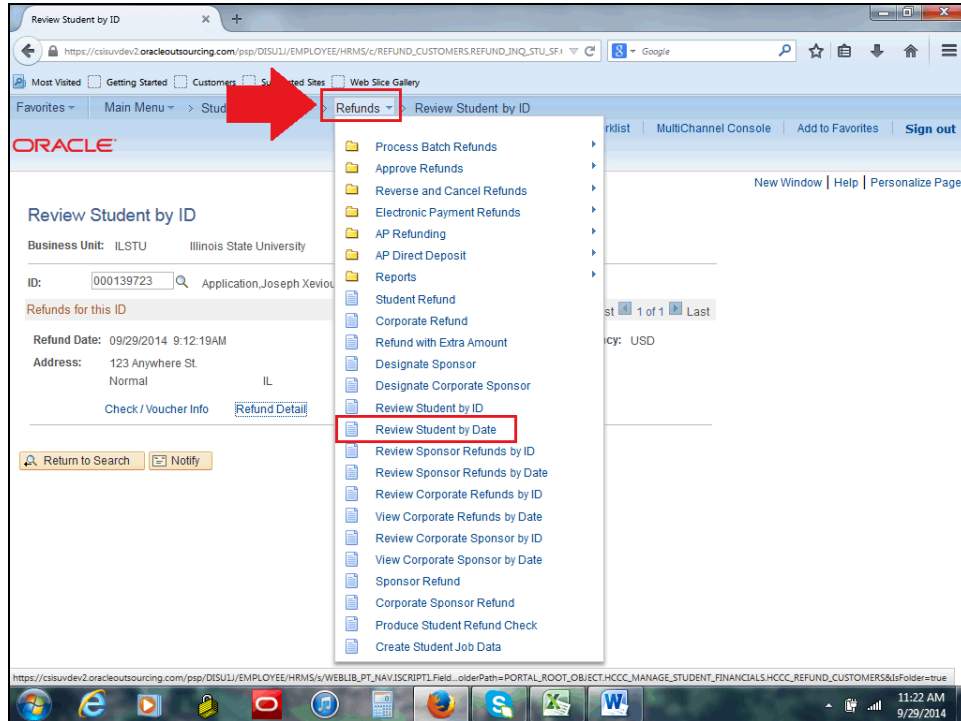 Review Student by ID
https://csisuvdev2.oracleoutsourcing.com/psp/DISU1J/EMPLOYEE/HRMS/c/REFUND_CUSTOMERS.REFUND_INQ_STU_SF.
Google
Most Visited Getting Started Customers Sites Web Slice Gallery
Favorites Main Menu > Stud > Refunds > Review Student by ID
ORACLE
rklist MultiChannel Console Add to Favorites Sign out
New Window | Help | Personalize Page
Process Batch Refunds
Approve Refunds
Reverse and Cancel Refunds
Electronic Payment Refunds
AP Refunding
AP Direct Deposit
Reports
Student Refund
Corporate Refund
Refund with Extra Amount
Designate Sponsor
Designate Corporate Sponsor
Review Student by ID
Review Student by Date
Review Sponsor Refunds by ID
Review Sponsor Refunds by Date
Review Corporate Refunds by ID
View Corporate Refunds by Date
Review Corporate Sponsor by ID
View Corporate Sponsor by Date
Sponsor Refund
Corporate Sponsor Refund
Produce Student Refund Check
Create Student Job Data
Review Student by ID
Business Unit: ILSTU Illinois State University
ID: 000139723 Application,Joseph Xeviou
Refunds for this ID st 1 of 1 Last
Refund Date: 09/29/2014 9:12:19AM cy: USD
Address: 123 Anywhere St.
Normal IL
Check / Voucher Info Refund Detail
Return to Search Notify
https://csisuvdev2.oracleoutsourcing.com/psp/DISU1J/EMPLOYEE/HRMS/s/WEBLIB_PT_NAV.ISCRIPT1.Field...olderPath=PORTAL_ROOT_OBJECT.HCCC_MANAGE_STUDENT_FINANCIALS.HCCC_REFUND_CUSTOMERS&IsFolder=true
11:22 AM
9/29/2014